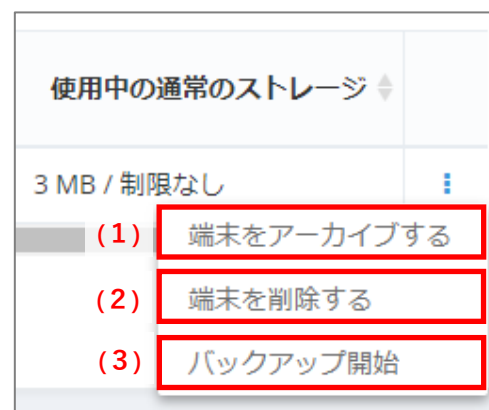 使用中の通常のストレージ
3 MB / 制限なし
(1) 端末をアーカイブする
(2) 端末を削除する
(3) バックアップ開始